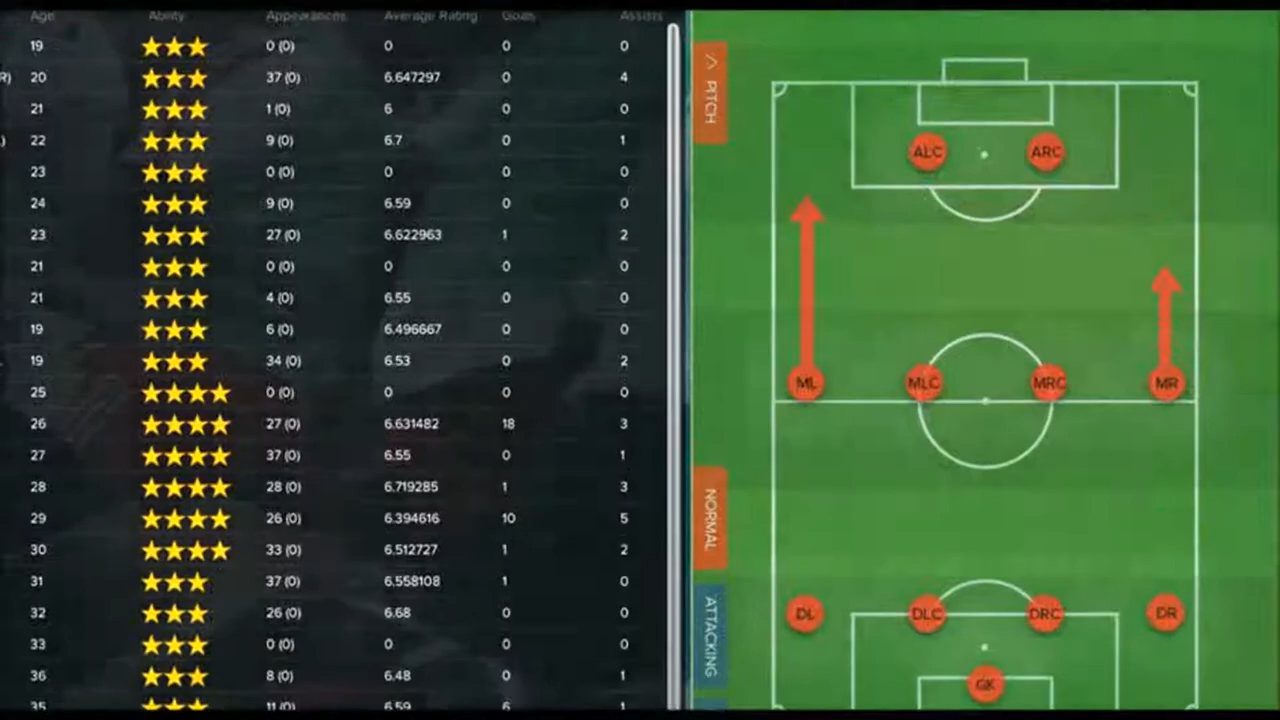 Age Ability Appearances Average Rating Goals Assists
19 0 (0) 0 0 0
R) 20 37 (0) 6.647297 0 4
21 1 (0) 6 0 0
.) 22 9 (0) 6.7 0 1
23 0 (0) 0 0 0
24 9 (0) 6.59 0 0
23 27 (0) 6.622963 1 2
21 0 (0) 0 0 0
21 4 (0) 6.55 0 0
19 6 (0) 6.496667 0 0
19 34 (0) 6.53 0 2
25 0 (0) 0 0 0
26 27 (0) 6.631482 18 3
27 37 (0) 6.55 0 1
28 28 (0) 6.719285 1 3
29 26 (0) 6.394616 10 5
30 33 (0) 6.512727 1 2
31 37 (0) 6.558108 1 0
32 26 (0) 6.68 0 0
33 0 (0) 0 0 0
36 8 (0) 6.48 0 1
35 11 (0) 6.59 6 1
PITCH
NORMAL
ATTACKING
ALC ARC
ML MLC MRC MR
DL DLC DRC DR
GK